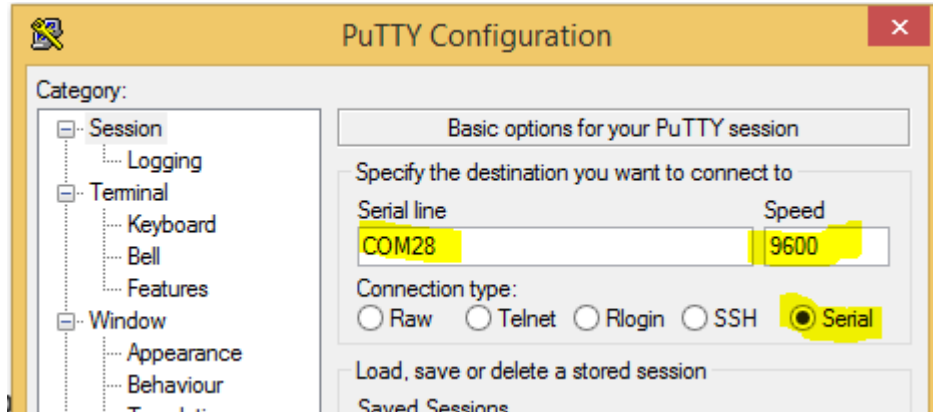 PuTTY Configuration
Category:
Session
Logging
Terminal
Keyboard
Bell
Features
Window
Appearance
Behaviour
Basic options for your PuTTY session
Specify the destination you want to connect to
Serial line Speed
COM28 9600
Connection type:
Raw Telnet Rlogin SSH Serial
Load, save or delete a stored session
Saved Sessions